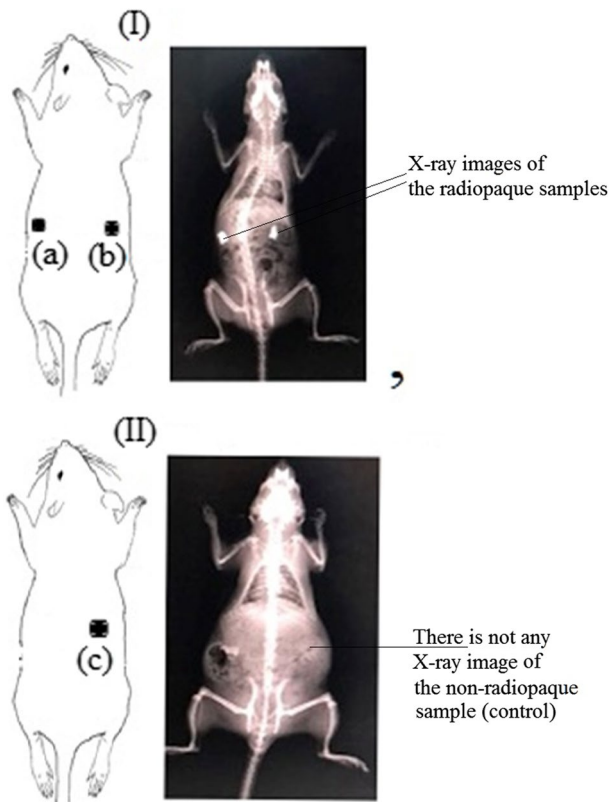 (I)
X-ray images of
the radiopaque samples
(a) (b)
,
(II)
There is not any
X-ray image of
the non-radiopaque
sample (control)
(c)